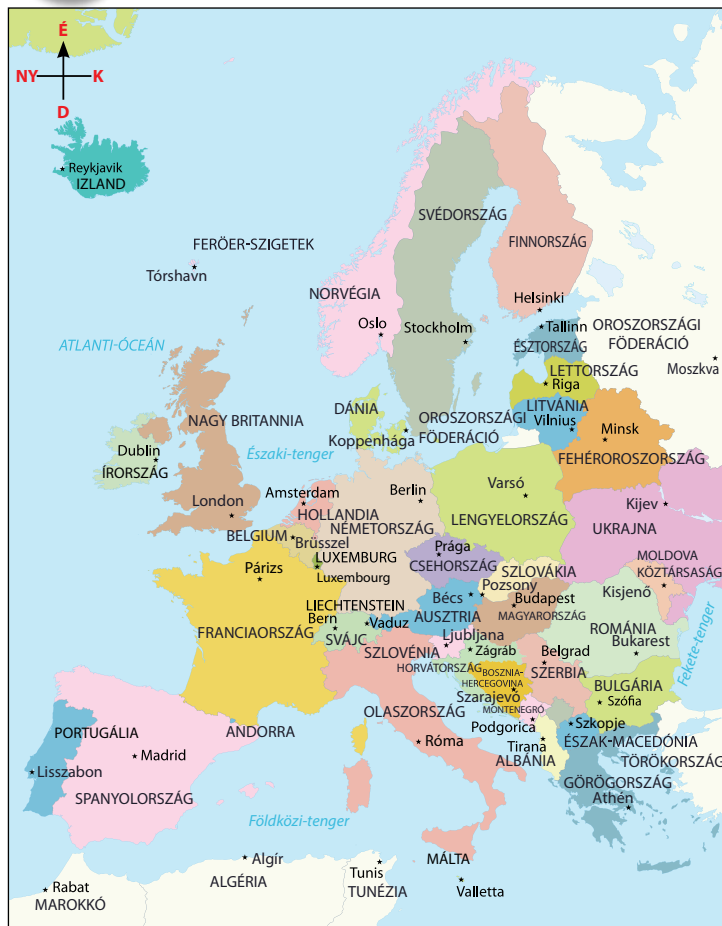 É
NY
K
D
Reykjavik
IZLAND
SVÉDORSZÁG
FINNORSZÁG
FERÖER-SZIGETEK
Tórshavn
NORVÉGIA
Helsinki
Oslo
Stockholm
Tallinn
ÉSZTORSZÁG
OROSZORSZÁGI
FÖDERÁCIÓ
Moszkva
ATLANTI-ÓCEÁN
LETTORSZÁG
Riga
DÁNIA
Koppenhága
OROSZORSZÁGI
FÖDERÁCIÓ
LITVÁNIA
Vilnius
NAGY BRITANNIA
Minsk
FEHÉROROSZORSZÁG
Dublin
ÍRORSZÁG
Északi-tenger
London
Amsterdam
HOLLANDIA
Berlin
NÉMETORSZÁG
Varsó
LENGYELORSZÁG
Kijev
UKRAJNA
BELGIUM
Brüsszel
LUXEMBURG
Luxembourg
Prága
CSEHORSZÁG
SZLOVÁKIA
Pozsony
MOLDOVA
KÖZTÁRSASÁG
Kisjenő
Párizs
FRANCIAORSZÁG
LIECHTENSTEIN
Bern
Vaduz
SVÁJC
Bécs
AUSZTRIA
Budapest
MAGYARORSZÁG
ROMÁNIA
Bukarest
Fekete-tenger
Ljubljana
SZLOVÉNIA
Zágráb
HORVÁTORSZÁG
BOSZNIA-
HERCEGOVINA
Szarajevó
Belgrad
SZERBIA
MONTENEGRÓ
Podgorica
BULGÁRIA
Szófia
OLASZORSZÁG
Róma
Szkopje
ÉSZAK-MACEDÓNIA
Tirana
ALBÁNIA
TÖRÖKORSZÁG
GÖRÖGORSZÁG
Athén
PORTUGÁLIA
ANDORRA
Madrid
Lisszabon
SPANYOLORSZÁG
Földközi-tenger
MÁLTA
Valletta
Algír
ALGÉRIA
Tunis
TUNÉZIA
Rabat
MAROKKÓ